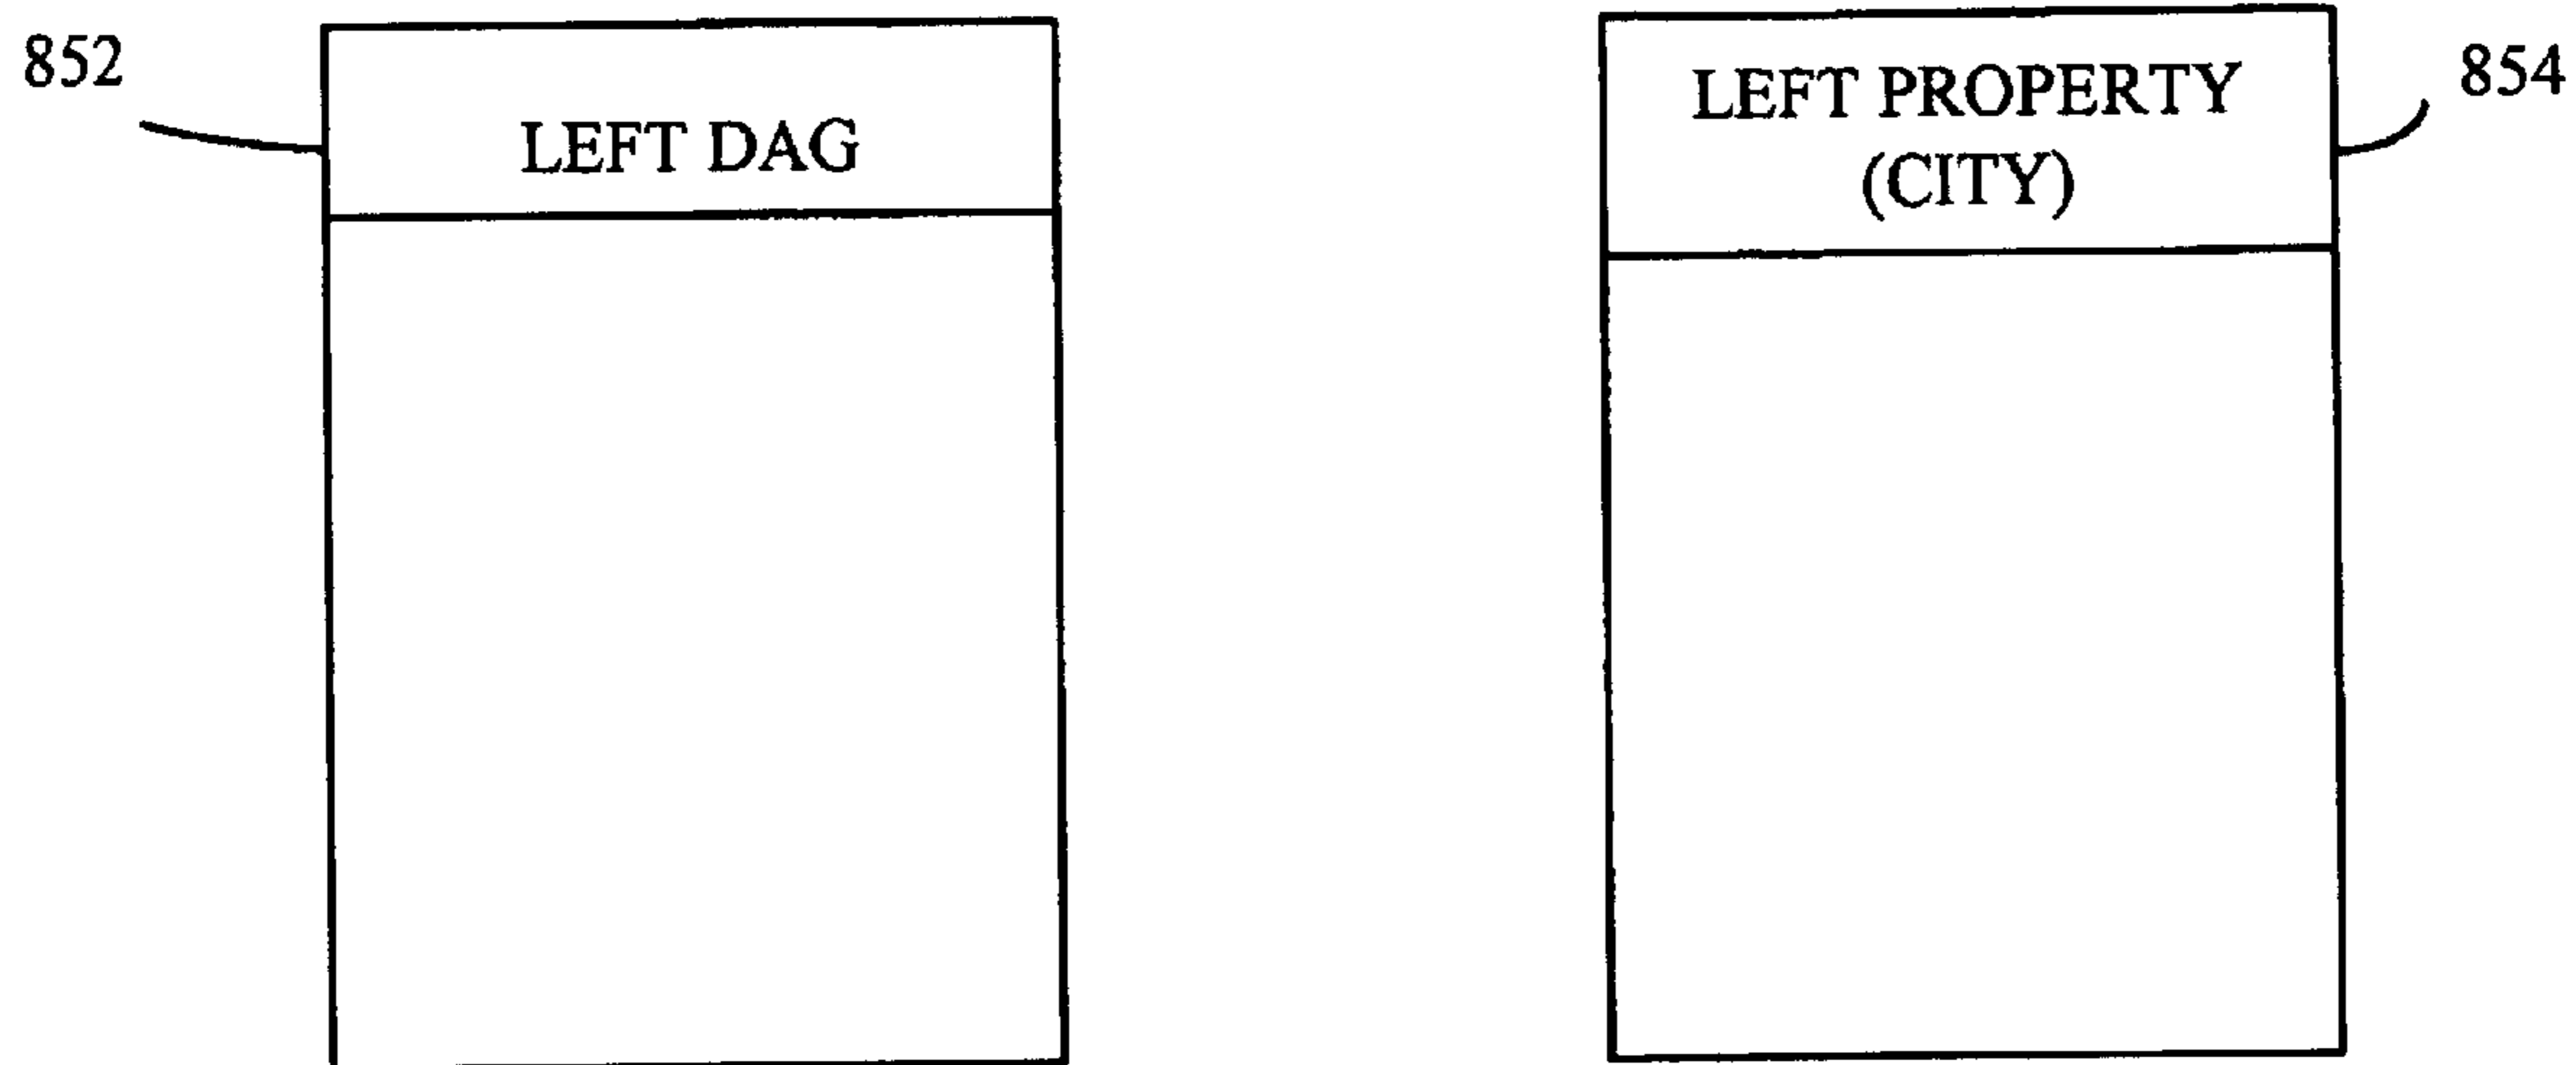 852
LEFT DAG
LEFT PROPERTY
(CITY)
854